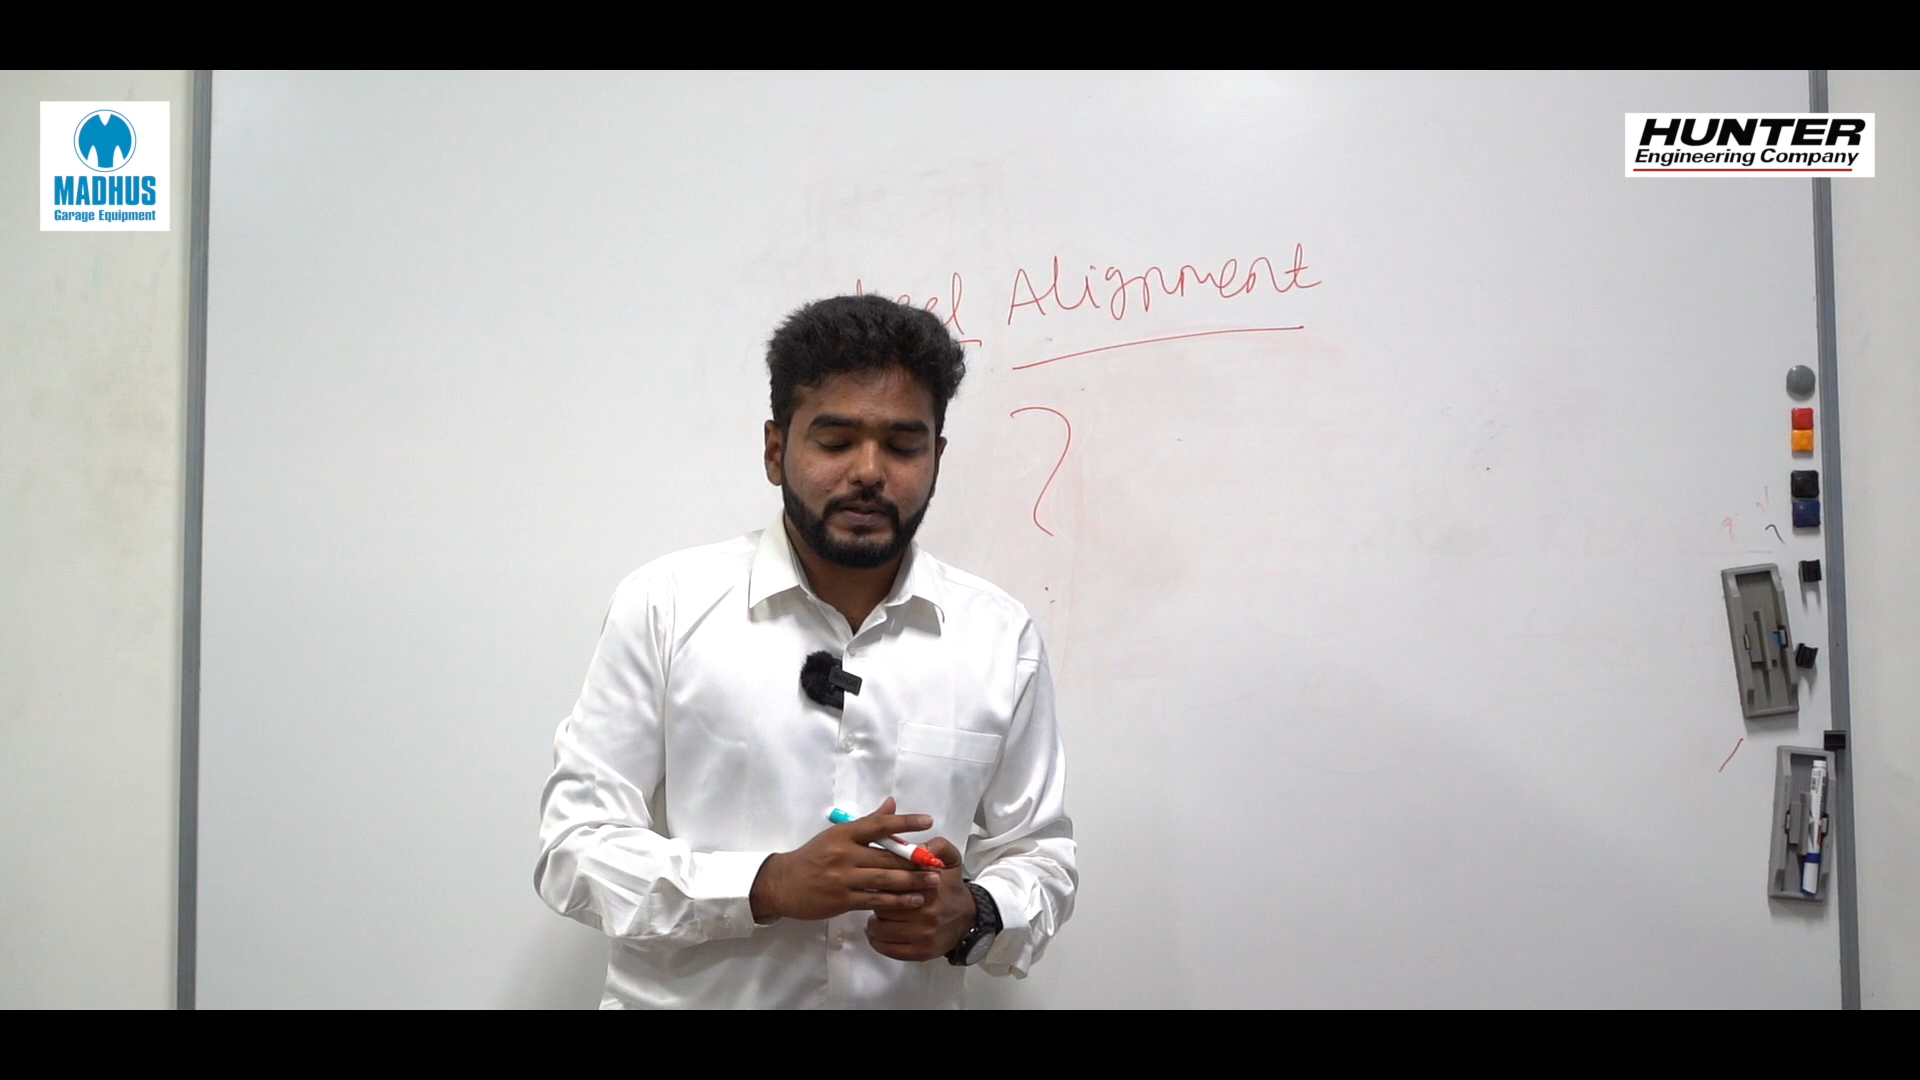 MADHUS
Garage Equipment
HUNTER
Engineering Company
Alignment
?